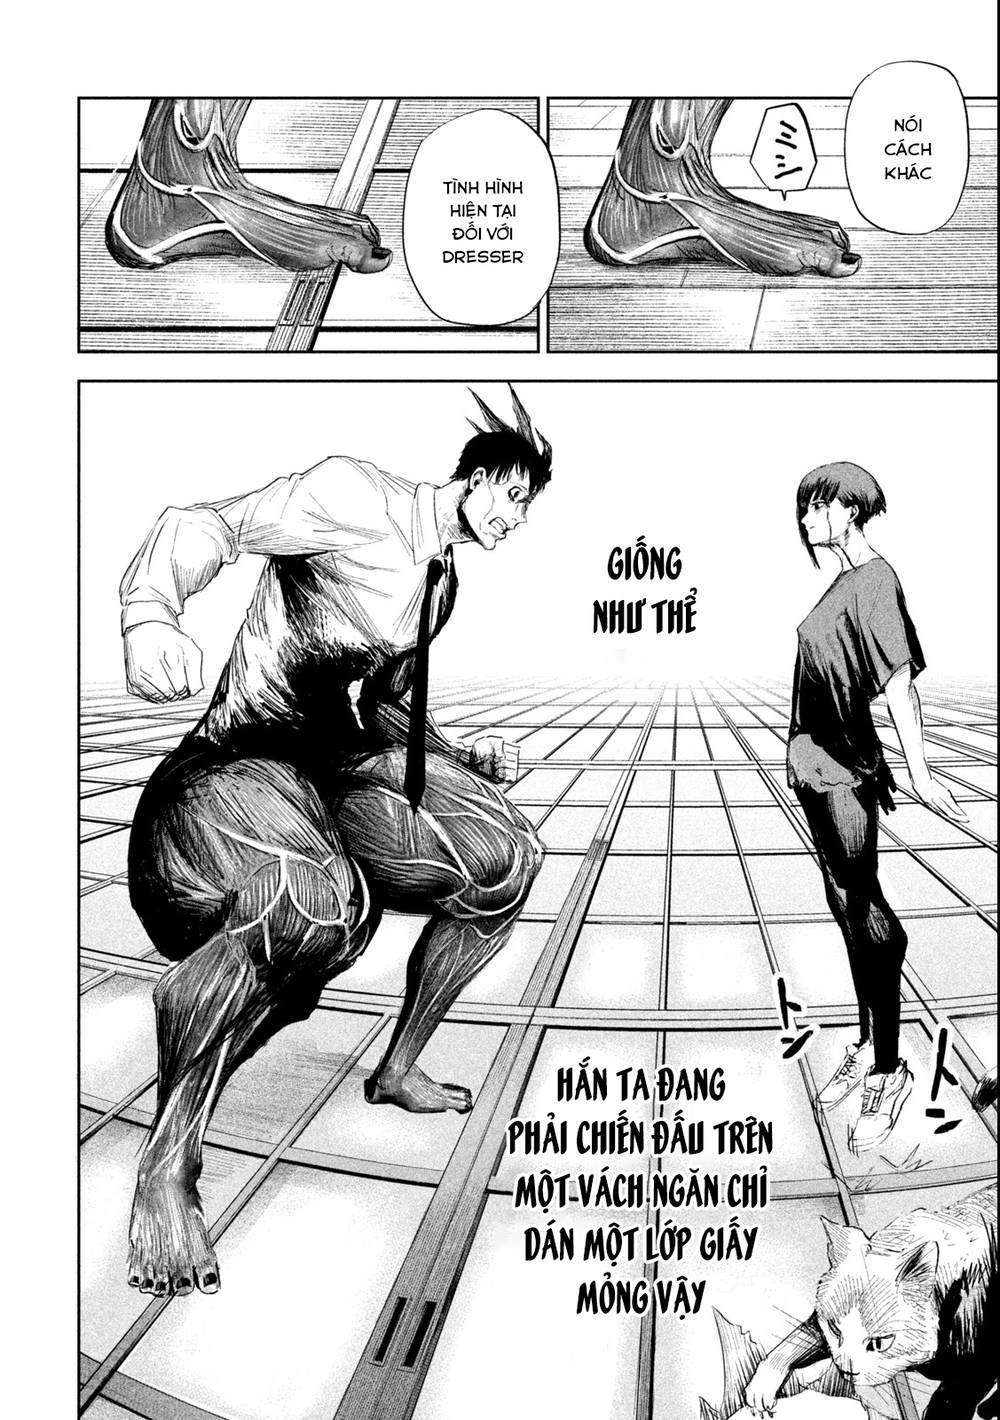 NÓI
CÁCH
KHÁC
ミシ
TÌNH HÌNH
HIỆN TẠI
ĐỐI VỚI
DRESSER
GIỐNG
NHƯ THỂ
トン
トン
HẮN TA ĐANG
PHẢI CHIẾN ĐẤU TRÊN
MỘT VÁCH NGĂN CHỈ
DÁN MỘT LỚP GIẤY
MỎNG VẬY